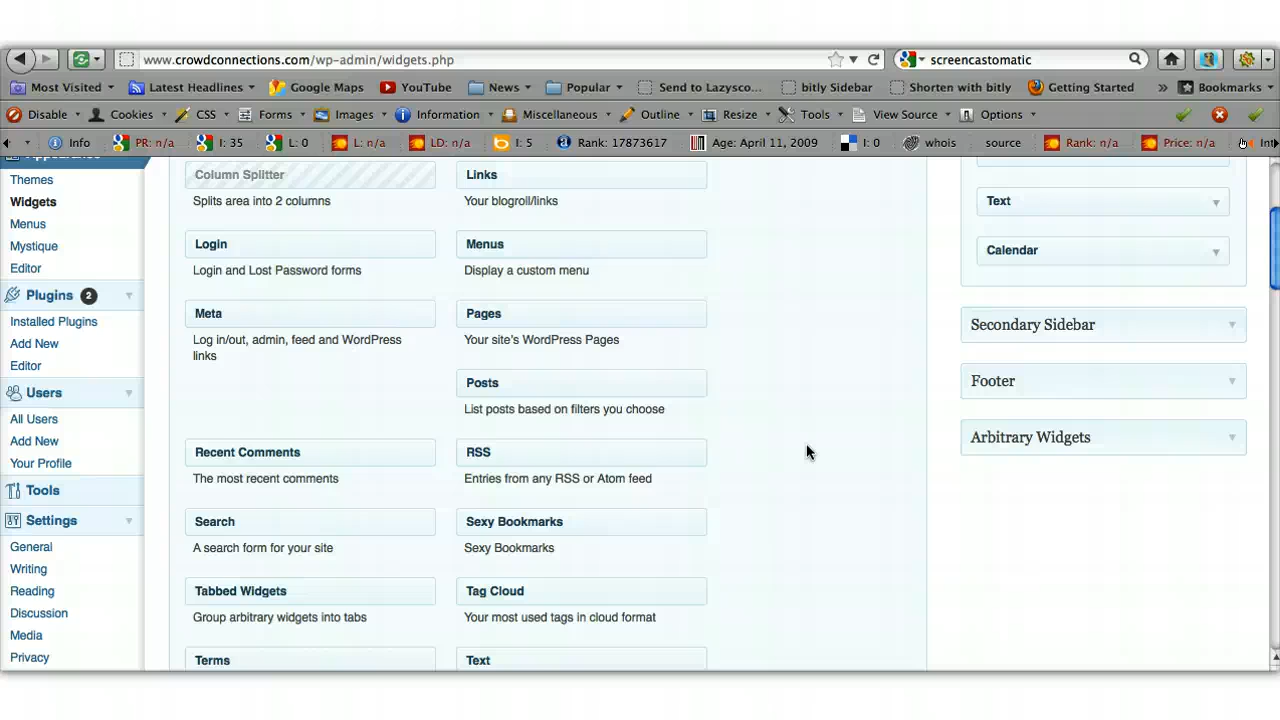 www.crowdconnections.com/wp-admin/widgets.php
screencastomatic
Most Visited Latest Headlines Google Maps YouTube News Popular Send to Lazysco... bitly Sidebar Shorten with bitly Getting Started » Bookmarks
Disable Cookies CSS Forms Images Information Miscellaneous Outline Resize Tools View Source Options
Info PR: n/a I: 35 L: 0 L: n/a LD: n/a I: 5 Rank: 17873617 Age: April 11, 2009 I: 0 whois source Rank: n/a Price: n/a Int
Appearance
Themes
Widgets
Menus
Mystique
Editor
Plugins 2
Installed Plugins
Add New
Editor
Users
All Users
Add New
Your Profile
Tools
Settings
General
Writing
Reading
Discussion
Media
Privacy
Column Splitter
Splits area into 2 columns
Links
Your blogroll/links
Login
Login and Lost Password forms
Menus
Display a custom menu
Meta
Log in/out, admin, feed and WordPress
links
Pages
Your site's WordPress Pages
Posts
List posts based on filters you choose
Recent Comments
The most recent comments
RSS
Entries from any RSS or Atom feed
Search
A search form for your site
Sexy Bookmarks
Sexy Bookmarks
Tabbed Widgets
Group arbitrary widgets into tabs
Tag Cloud
Your most used tags in cloud format
Terms
Text
Text
Calendar
Secondary Sidebar
Footer
Arbitrary Widgets